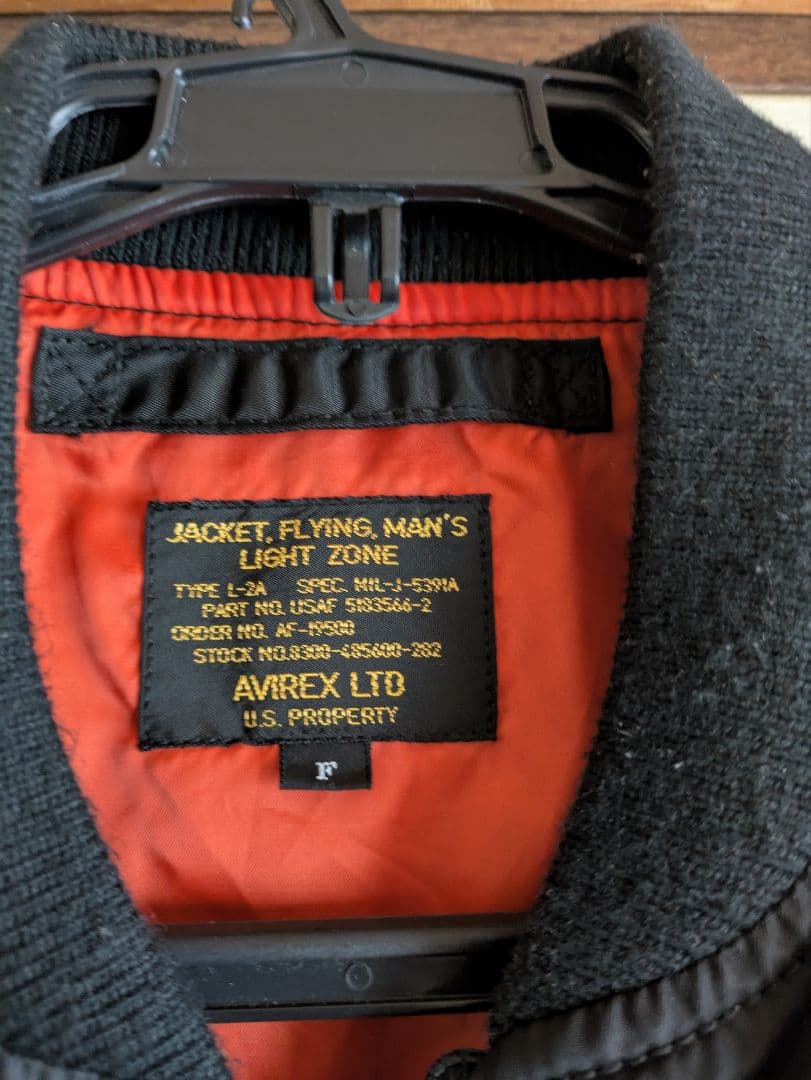 JACKET, FLYING, MAN'S
LIGHT ZONE
TYPE L-2A SPEC. MIL-J-5391A
PART NO. USAF 51B3566-2
ORDER NO. AF-19500
STOCK NO.8300-485600-282
AVIREX LTD
U.S. PROPERTY
F